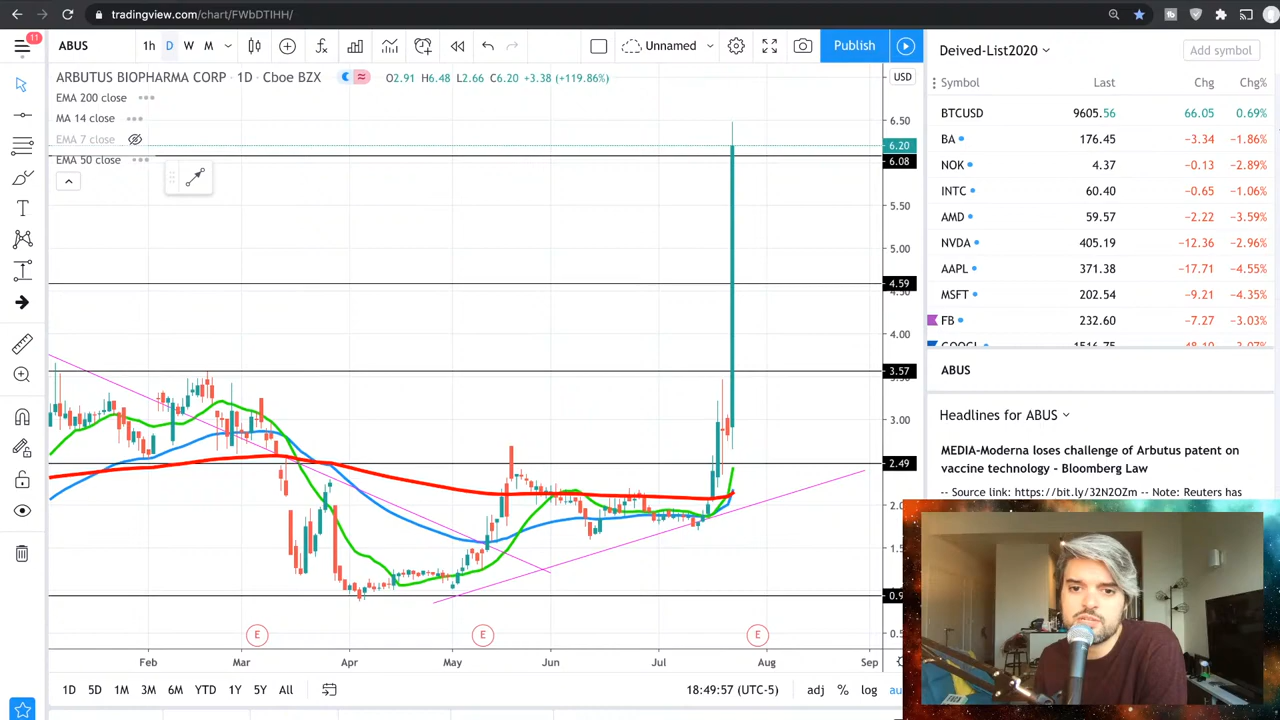 tradingview.com/chart/FWbDTIHH/
11
ABUS
1h D W M
Unnamed
Publish
Deived-List2020
Add symbol
ARBUTUS BIOPHARMA CORP · 1D · Cboe BZX
O2.91 H6.48 L2.66 C6.20 +3.38 (+119.86%)
USD
Symbol Last Chg Chg%
EMA 200 close
MA 14 close
EMA 7 close
EMA 50 close
BTCUSD 9605.56 66.05 0.69%
BA 176.45 -3.34 -1.86%
NOK 4.37 -0.13 -2.89%
INTC 60.40 -0.65 -1.06%
AMD 59.57 -2.22 -3.59%
NVDA 405.19 -12.36 -2.96%
AAPL 371.38 -17.71 -4.55%
MSFT 202.54 -9.21 -4.35%
FB 232.60 -7.27 -3.03%
6.50
6.20
6.08
5.50
5.00
4.59
4.50
4.00
3.57
3.00
2.49
ABUS
Headlines for ABUS
MEDIA-Moderna loses challenge of Arbutus patent on
vaccine technology - Bloomberg Law
-- Source link: https://bit.ly/32N2OZm -- Note: Reuters has
E E E
Feb Mar Apr May Jun Jul Aug Sep
1D 5D 1M 3M 6M YTD 1Y 5Y All
18:49:57 (UTC-5)
adj % log